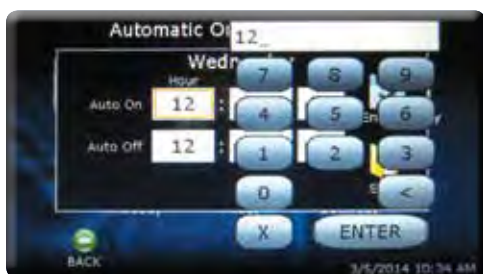 Automatic O
12_
Wedn
Hour
7 8 9
Auto On 12 : 4 5 En 6 y
Auto Off 12 : 1 2 3
0 S <
X ENTER
BACK
3/5/2014 10:34 AM